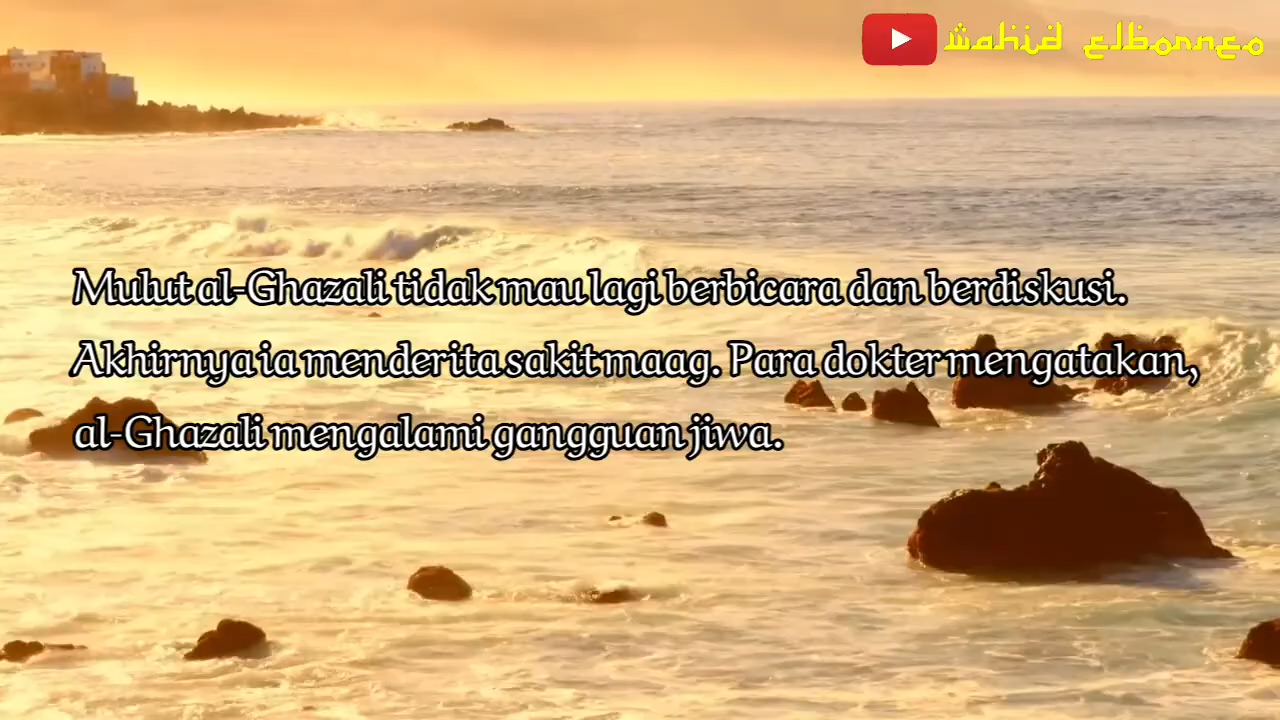 Wahid elborneo
Mulut al-Ghazali tidak mau lagi berbicara dan berdiskusi.
Akhirnya ia menderita sakit maag. Para dokter mengatakan,
al-Ghazali mengalami gangguan jiwa.